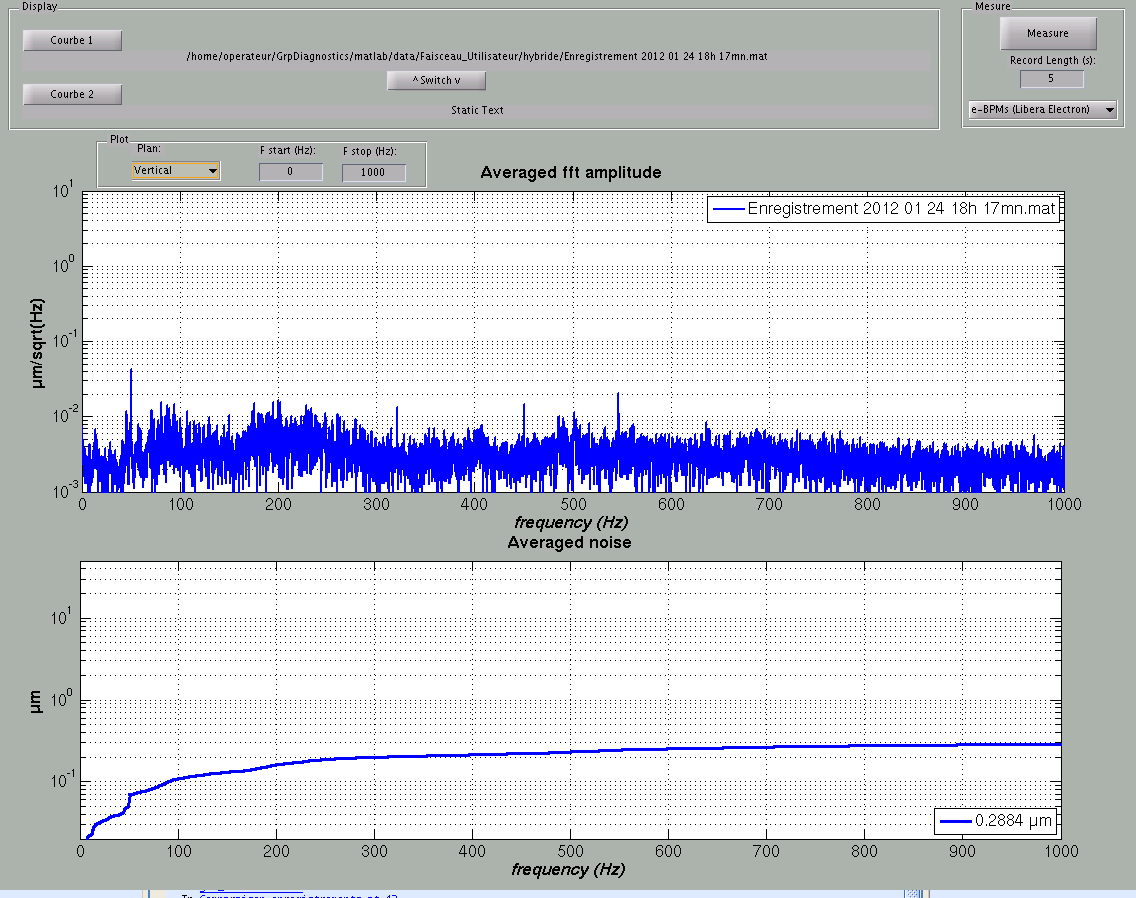 Display
Mesure
Courbe 1
Measure
/home/operateur/GrpDiagnostics/matlab/data/Faisceau_Utilisateur/hybride/Enregistrement 2012 01 24 18h 17mn.mat
Record Length (s):
^ Switch v
5
Courbe 2
Static Text
e-BPMs (Libera Electron)
Plot
Plan:
F start (Hz):
F stop (Hz):
Vertical
0
1000
Averaged fft amplitude
10^1
Enregistrement 2012 01 24 18h 17mn.mat
10^0
µm/sqrt(Hz)
10^-1
10^-2
10^-3
0 100 200 300 400 500 600 700 800 900 1000
frequency (Hz)
Averaged noise
10^1
µm
10^0
10^-1
0.2884 µm
0 100 200 300 400 500 600 700 800 900 1000
frequency (Hz)